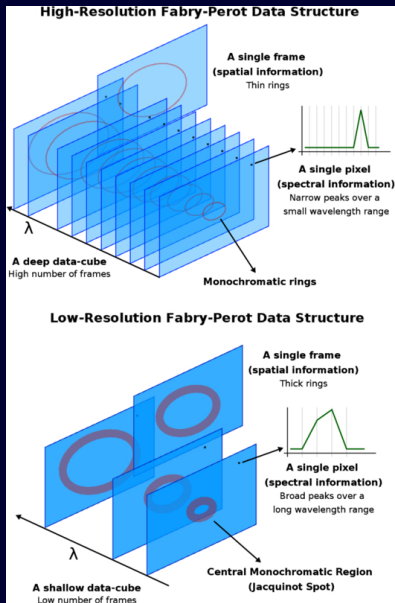 High-Resolution Fabry-Perot Data Structure
A single frame
(spatial information)
Thin rings
A single pixel
(spectral information)
Narrow peaks over a
small wavelength range
λ
A deep data-cube
High number of frames
Monochromatic rings
Low-Resolution Fabry-Perot Data Structure
A single frame
(spatial information)
Thick rings
A single pixel
(spectral information)
Broad peaks over a
long wavelength range
λ
Central Monochromatic Region
(Jacquinot Spot)
A shallow data-cube
Low number of frames